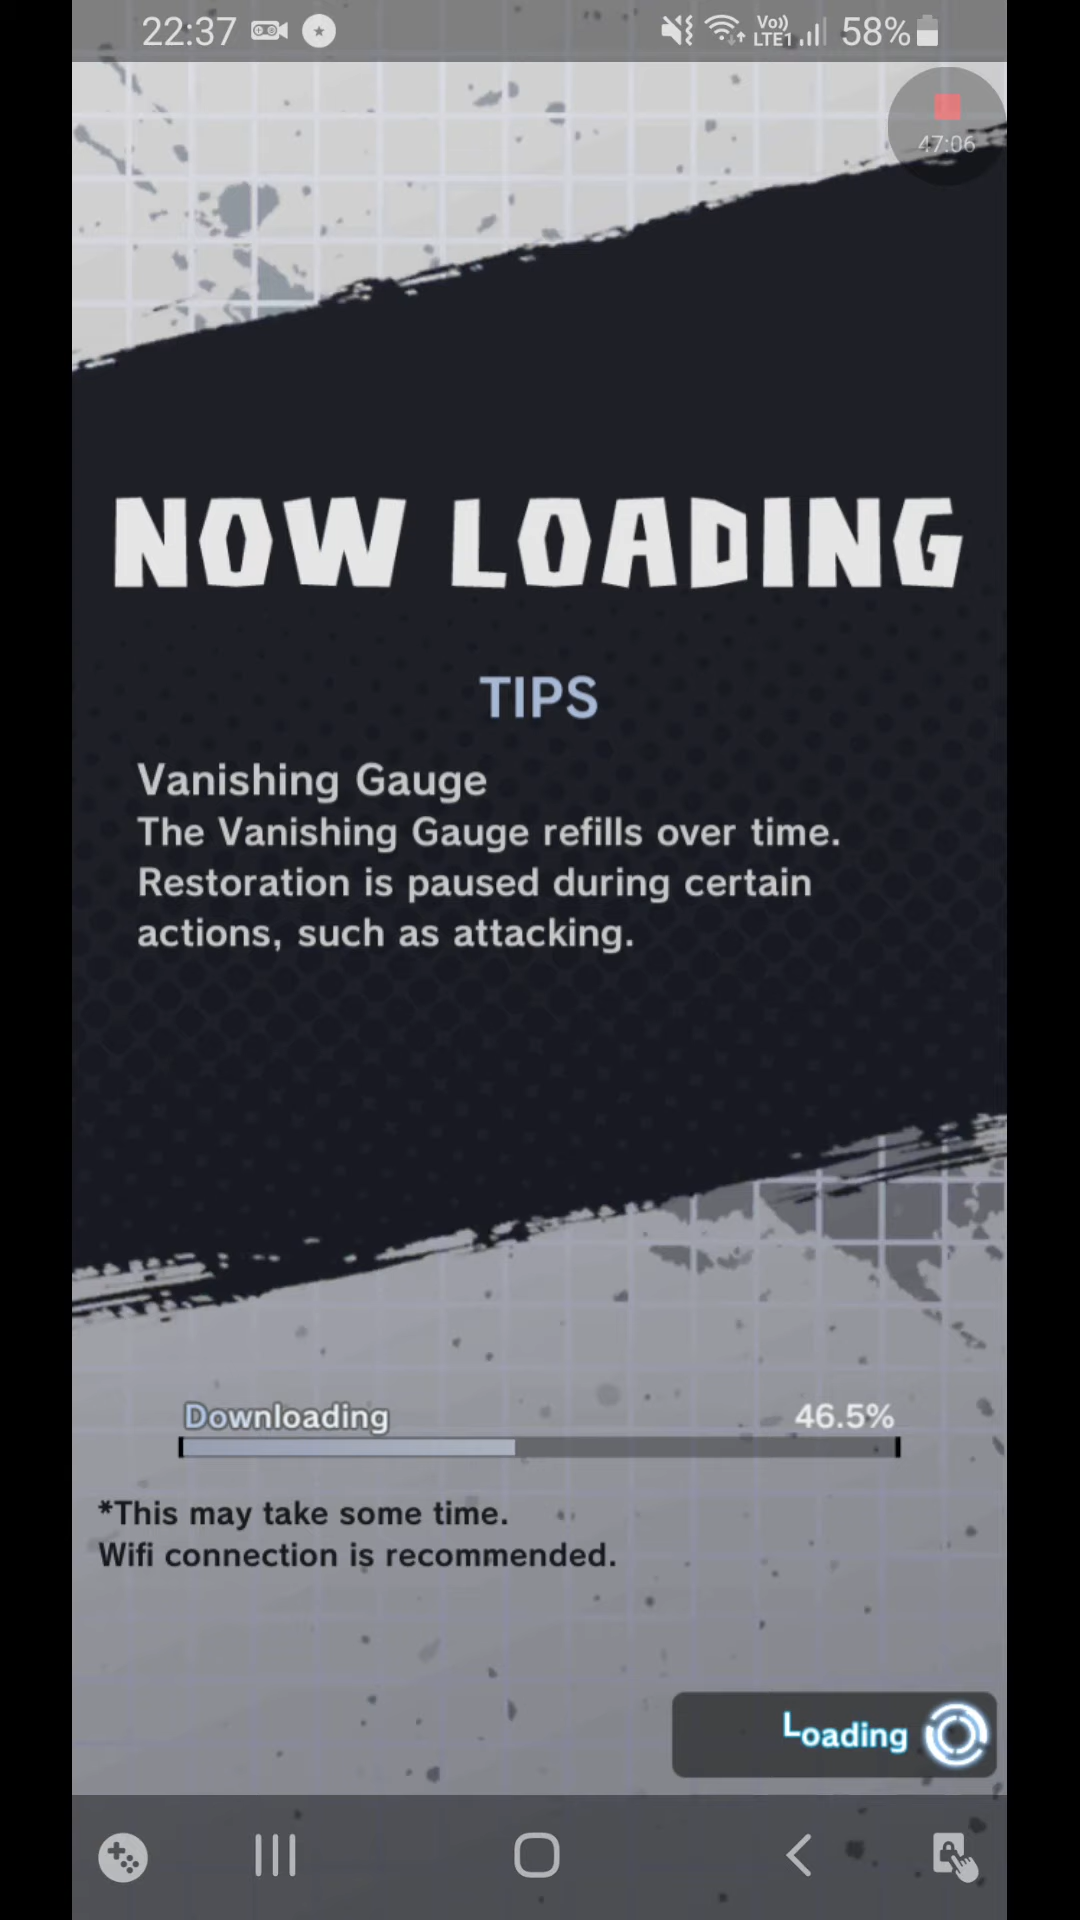 22:37
Vo)) LTE1 58%
47:06
NOW LOADING
TIPS
Vanishing Gauge
The Vanishing Gauge refills over time.
Restoration is paused during certain
actions, such as attacking.
Downloading 46.5%
*This may take some time.
Wifi connection is recommended.
Loading